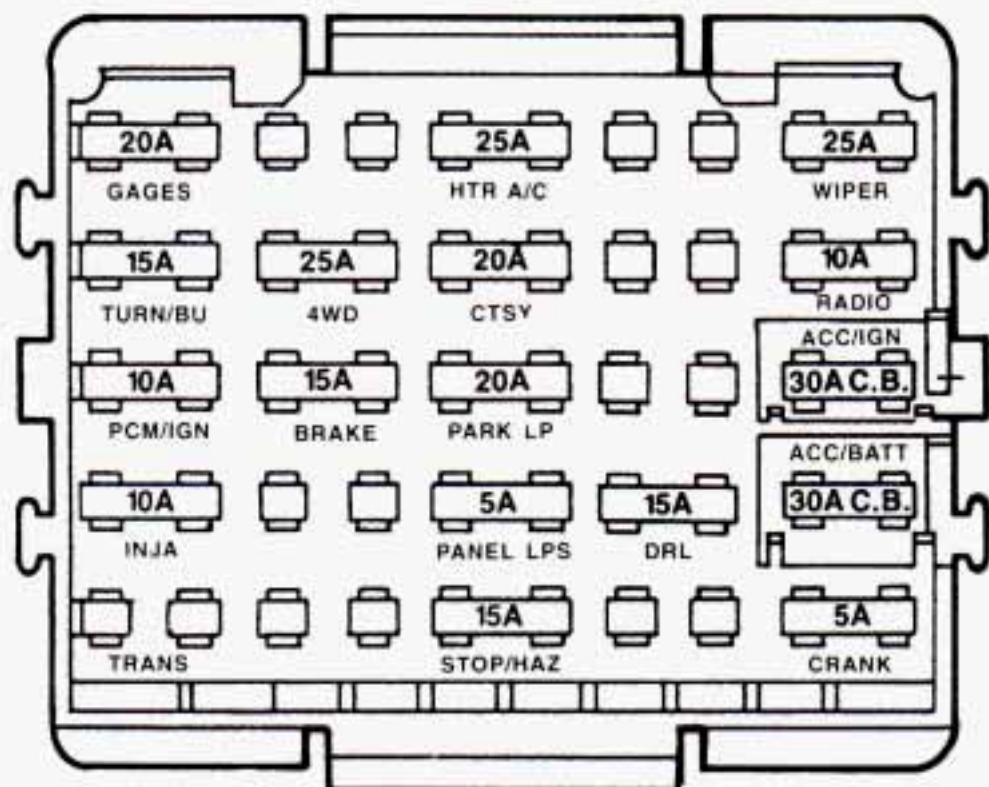 20A 25A 25A
GAGES HTR A/C WIPER
15A 25A 20A 10A
TURN/BU 4WD CTSY RADIO
ACC/IGN
10A 15A 20A 30A C.B.
PCM/IGN BRAKE PARK LP
ACC/BATT
10A 5A 15A 30A C.B.
INJA PANEL LPS DRL
15A 5A
TRANS STOP/HAZ CRANK